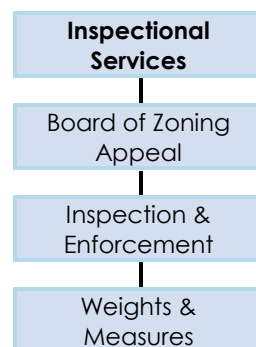 Inspectional
Services
Board of Zoning
Appeal
Inspection &
Enforcement
Weights &
Measures